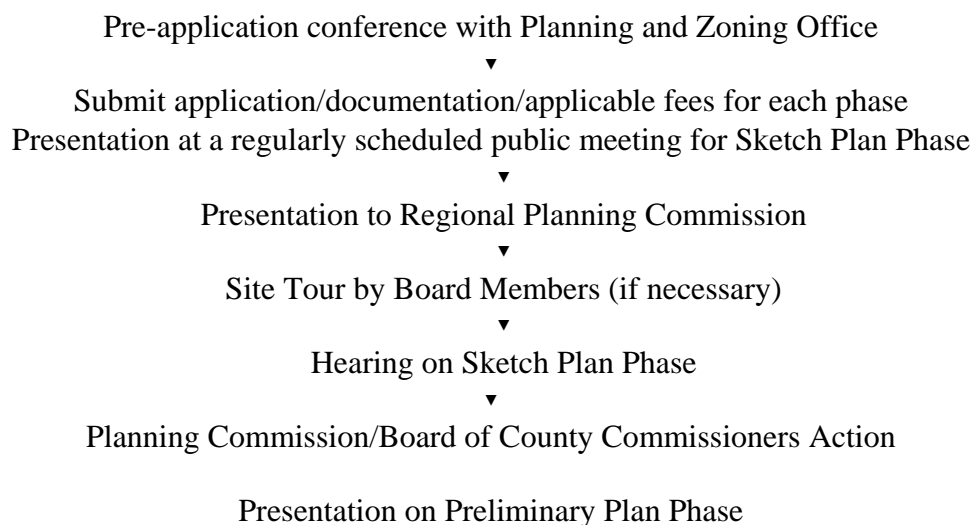 Pre-application conference with Planning and Zoning Office
▼
Submit application/documentation/applicable fees for each phase
Presentation at a regularly scheduled public meeting for Sketch Plan Phase
▼
Presentation to Regional Planning Commission
▼
Site Tour by Board Members (if necessary)
▼
Hearing on Sketch Plan Phase
▼
Planning Commission/Board of County Commissioners Action
Presentation on Preliminary Plan Phase